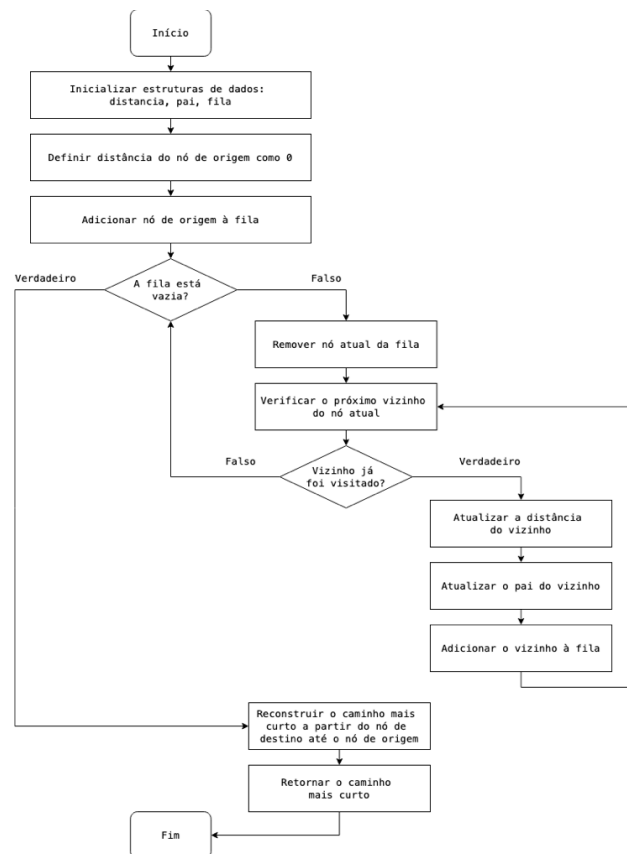 Início
Inicializar estruturas de dados:
distancia, pai, fila
Definir distância do nó de origem como 0
Adicionar nó de origem à fila
A fila está
vazia?
Verdadeiro
Falso
Remover nó atual da fila
Verificar o próximo vizinho
do nó atual
Vizinho já
foi visitado?
Falso
Verdadeiro
Atualizar a distância
do vizinho
Atualizar o pai do vizinho
Adicionar o vizinho à fila
Reconstruir o caminho mais
curto a partir do nó de
destino até o nó de origem
Retornar o caminho
mais curto
Fim